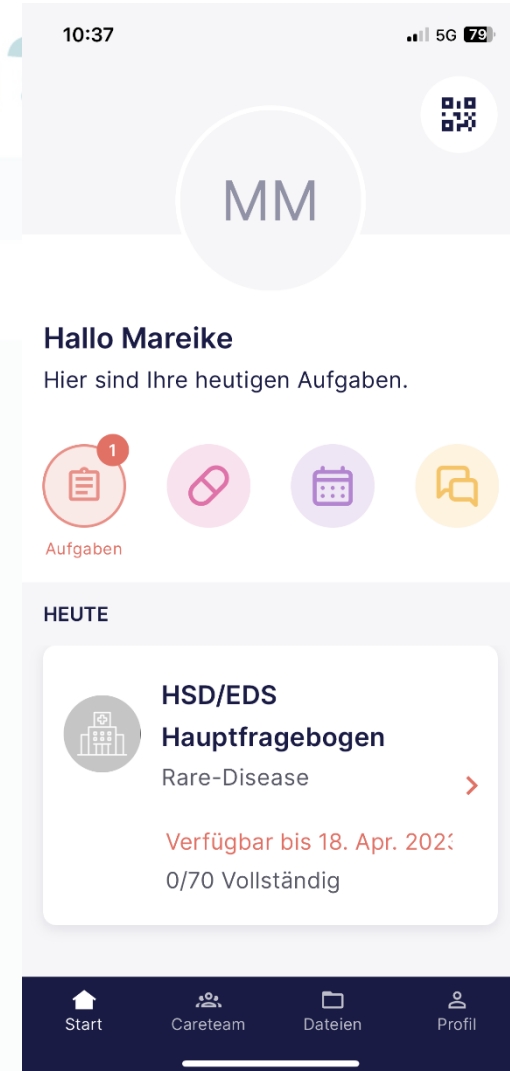 10:37
5G 79
MM
Hallo Mareike
Hier sind Ihre heutigen Aufgaben.
1
Aufgaben
HEUTE
HSD/EDS
Hauptfragebogen
Rare-Disease
Verfügbar bis 18. Apr. 202
0/70 Vollständig
Start Careteam Dateien Profil